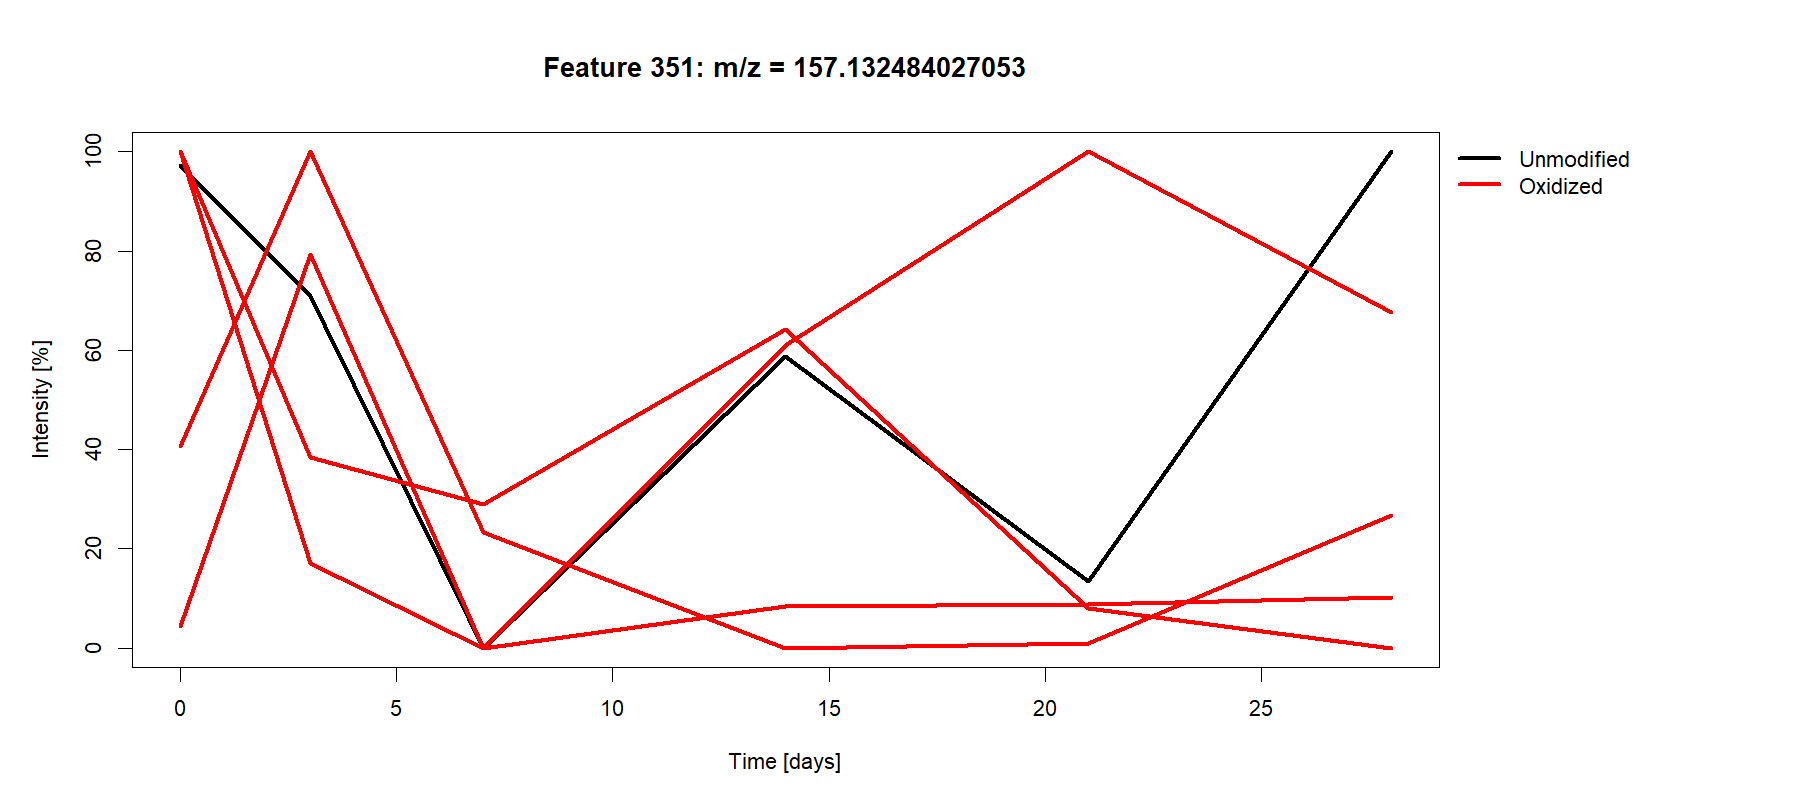 Feature 351: m/z = 157.132484027053
100
80
60
40
20
0
Intensity [%]
0 5 10 15 20 25
Time [days]
Unmodified
Oxidized